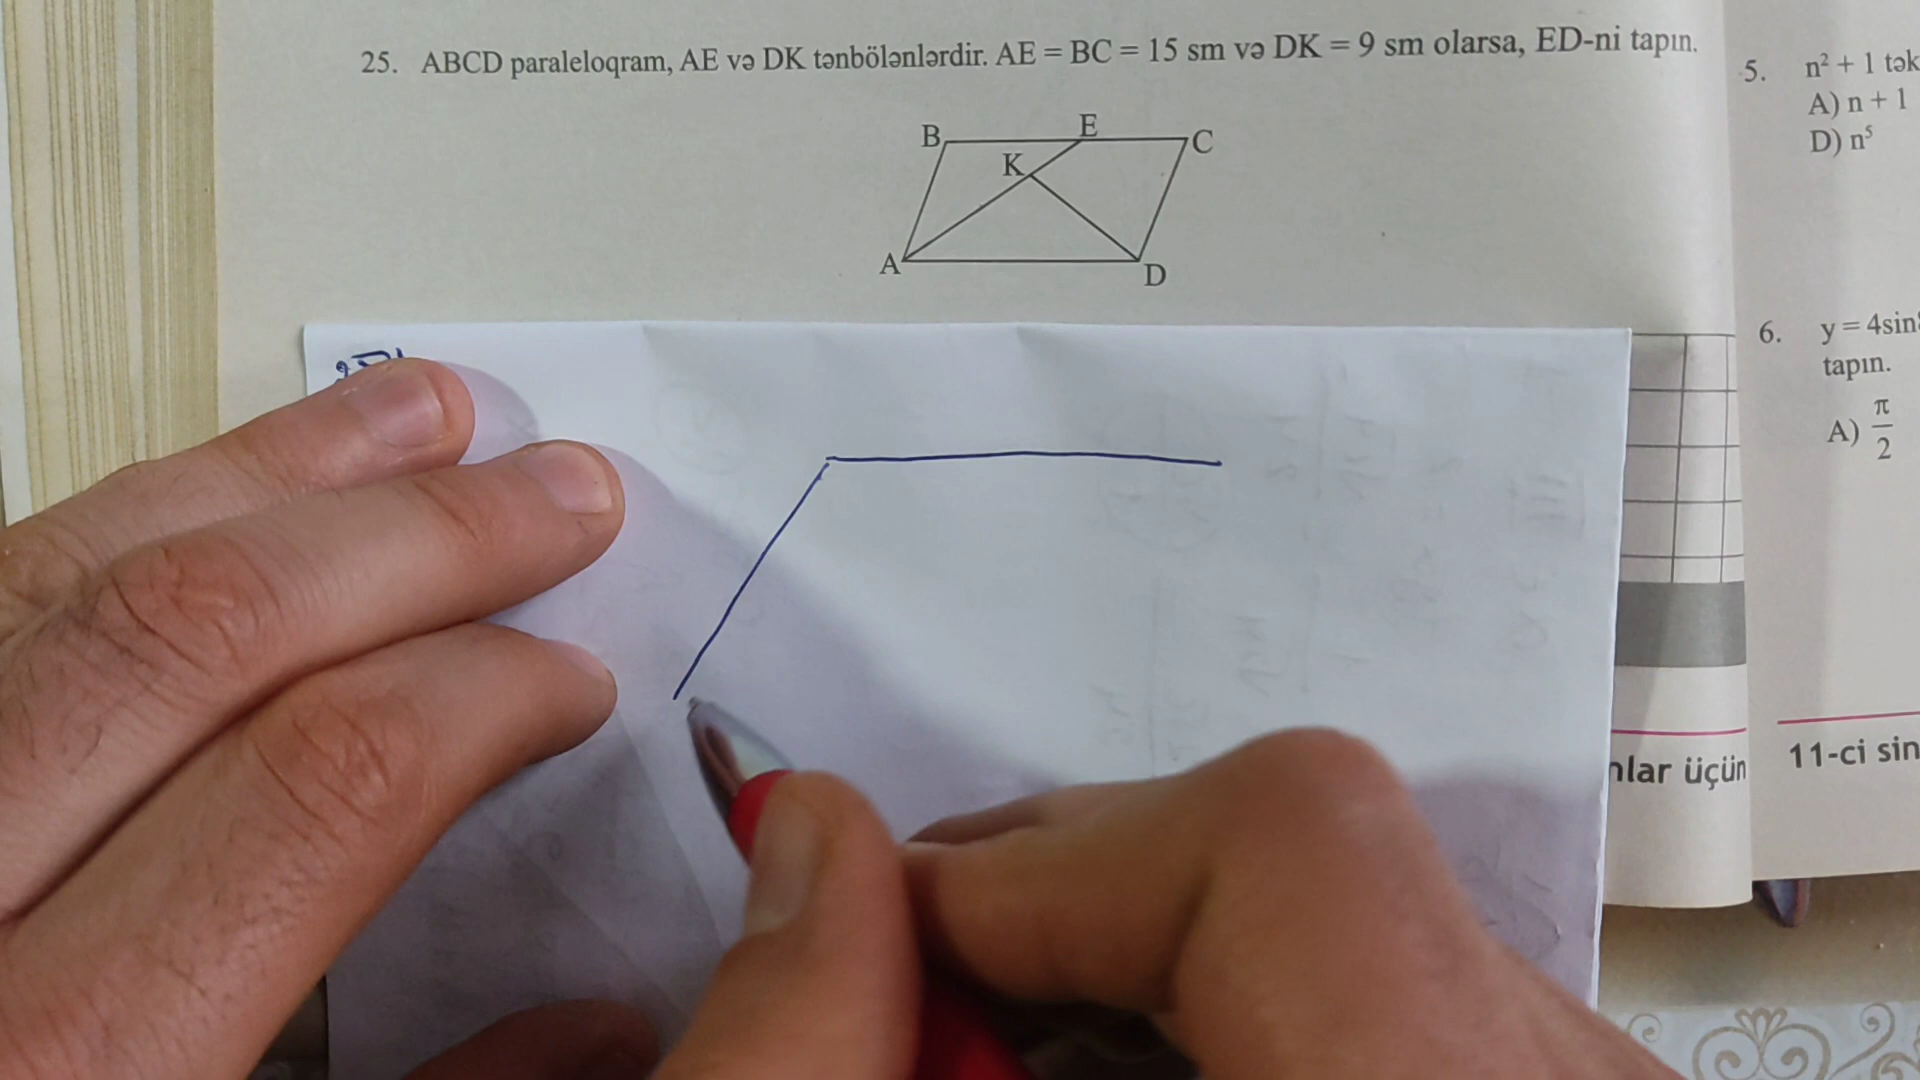 25. ABCD paraleloqram, AE və DK tənbölənlərdir. AE = BC = 15 sm və DK = 9 sm olarsa, ED-ni tapın.
B
E
C
K
A
D
5. n² + 1 tək
A) n + 1
D) n⁵
6. y = 4sin
tapın.
A) π/2
nlar üçün
11-ci sin